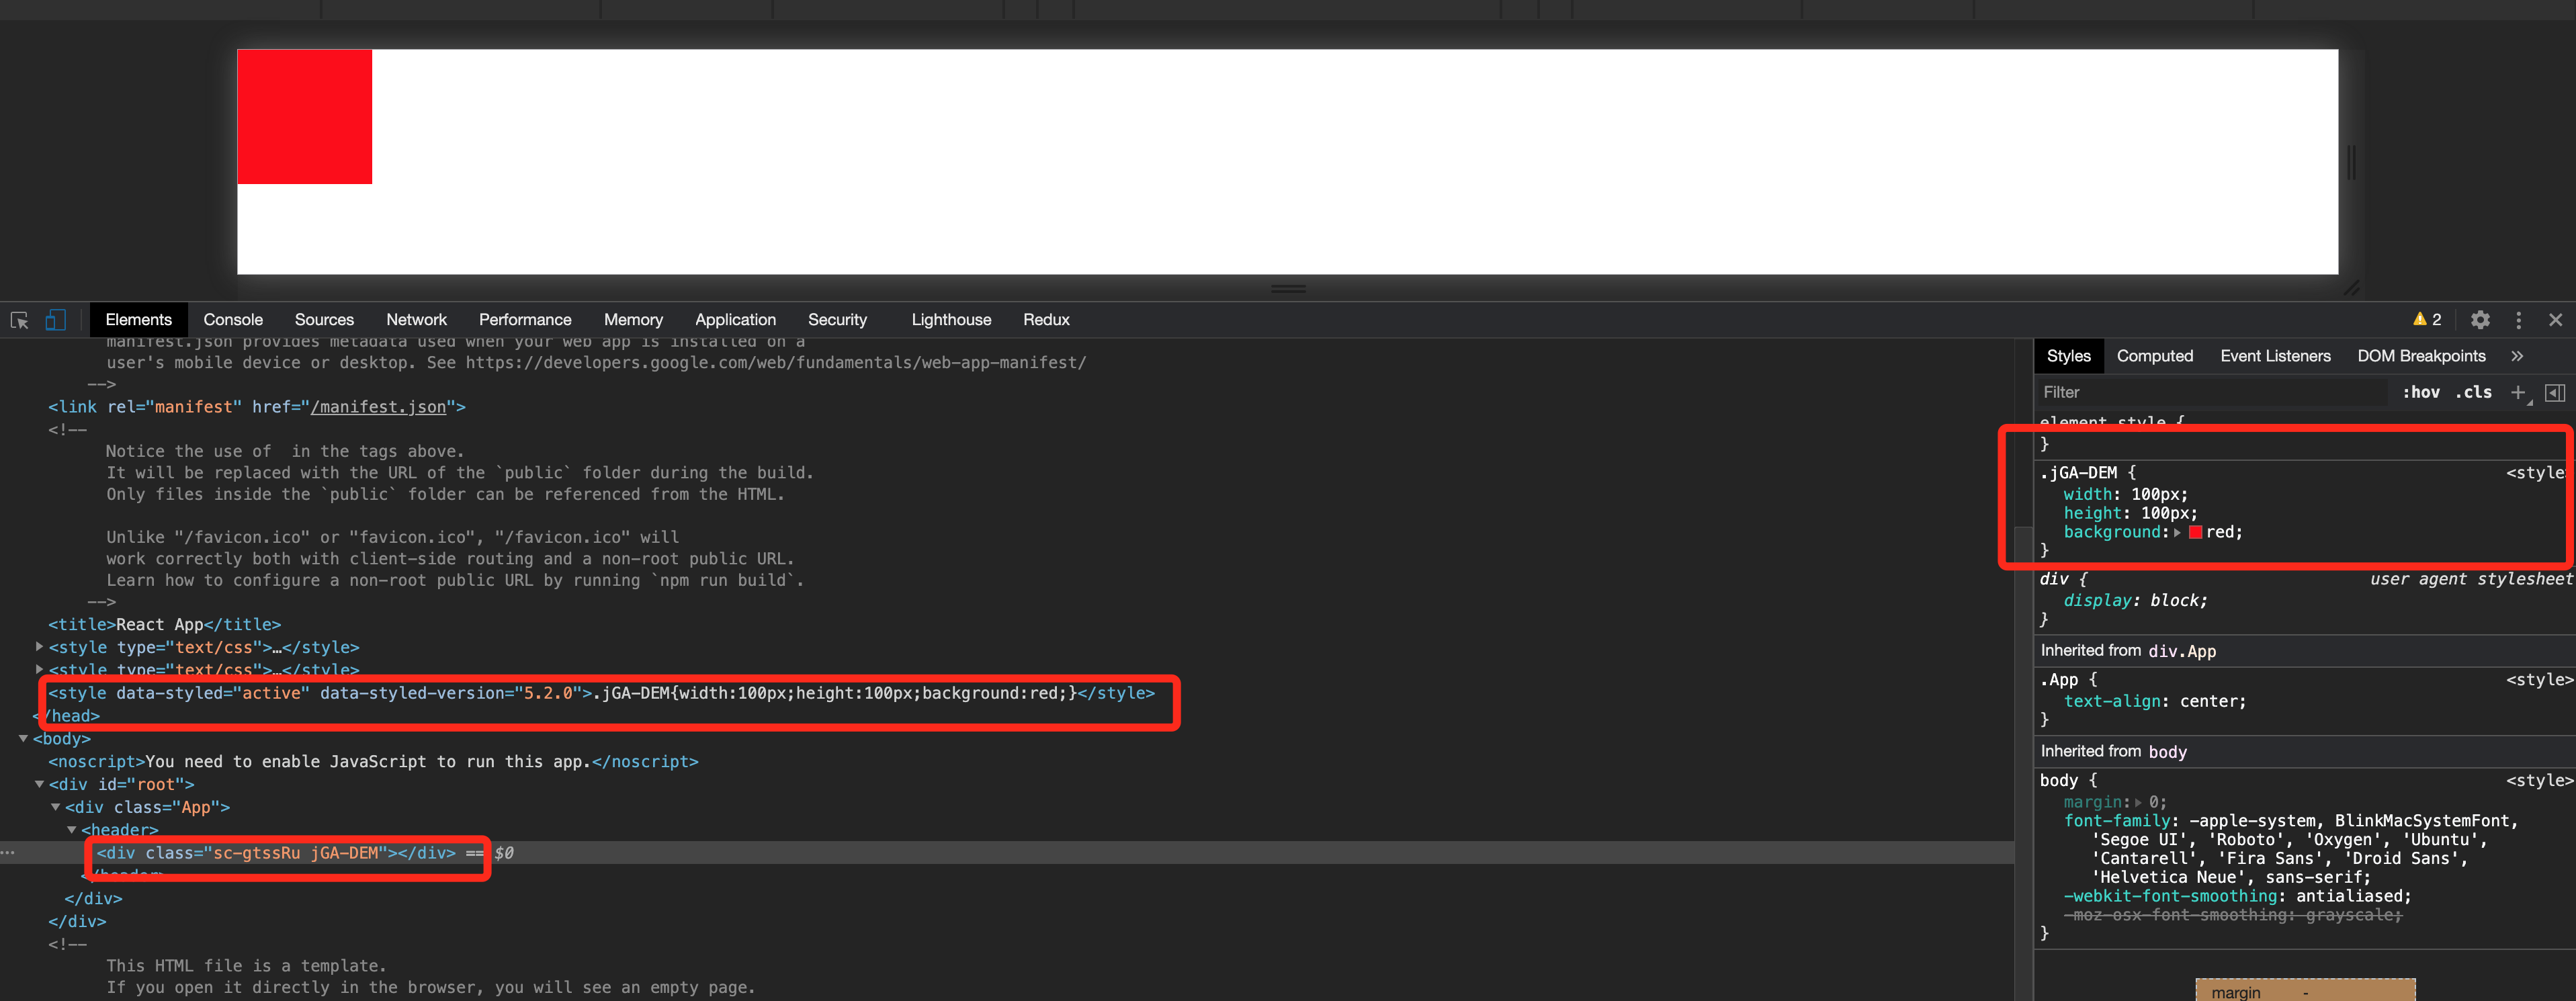 Elements Console Sources Network Performance Memory Application Security Lighthouse Redux 2
manifest.json provides metadata used when your web app is installed on a
user's mobile device or desktop. See https://developers.google.com/web/fundamentals/web-app-manifest/
-->
<link rel="manifest" href="/manifest.json">
<!--
Notice the use of  in the tags above.
It will be replaced with the URL of the `public` folder during the build.
Only files inside the `public` folder can be referenced from the HTML.
Unlike "/favicon.ico" or "favicon.ico", "/favicon.ico" will
work correctly both with client-side routing and a non-root public URL.
Learn how to configure a non-root public URL by running `npm run build`.
-->
<title>React App</title>
<style type="text/css">…</style>
<style type="text/css">…</style>
<style data-styled="active" data-styled-version="5.2.0">.jGA-DEM{width:100px;height:100px;background:red;}</style>
</head>
<body>
<noscript>You need to enable JavaScript to run this app.</noscript>
<div id="root">
<div class="App">
<header>
<div class="sc-gtssRu jGA-DEM"></div> == $0
</header>
</div>
</div>
<!--
This HTML file is a template.
If you open it directly in the browser, you will see an empty page.
Styles Computed Event Listeners DOM Breakpoints »
Filter :hov .cls +
element.style {
}
.jGA-DEM { <style>
width: 100px;
height: 100px;
background: red;
}
div { user agent stylesheet
display: block;
}
Inherited from div.App
.App { <style>
text-align: center;
}
Inherited from body
body { <style>
margin: 0;
font-family: -apple-system, BlinkMacSystemFont,
'Segoe UI', 'Roboto', 'Oxygen', 'Ubuntu',
'Cantarell', 'Fira Sans', 'Droid Sans',
'Helvetica Neue', sans-serif;
-webkit-font-smoothing: antialiased;
-moz-osx-font-smoothing: grayscale;
}
margin -